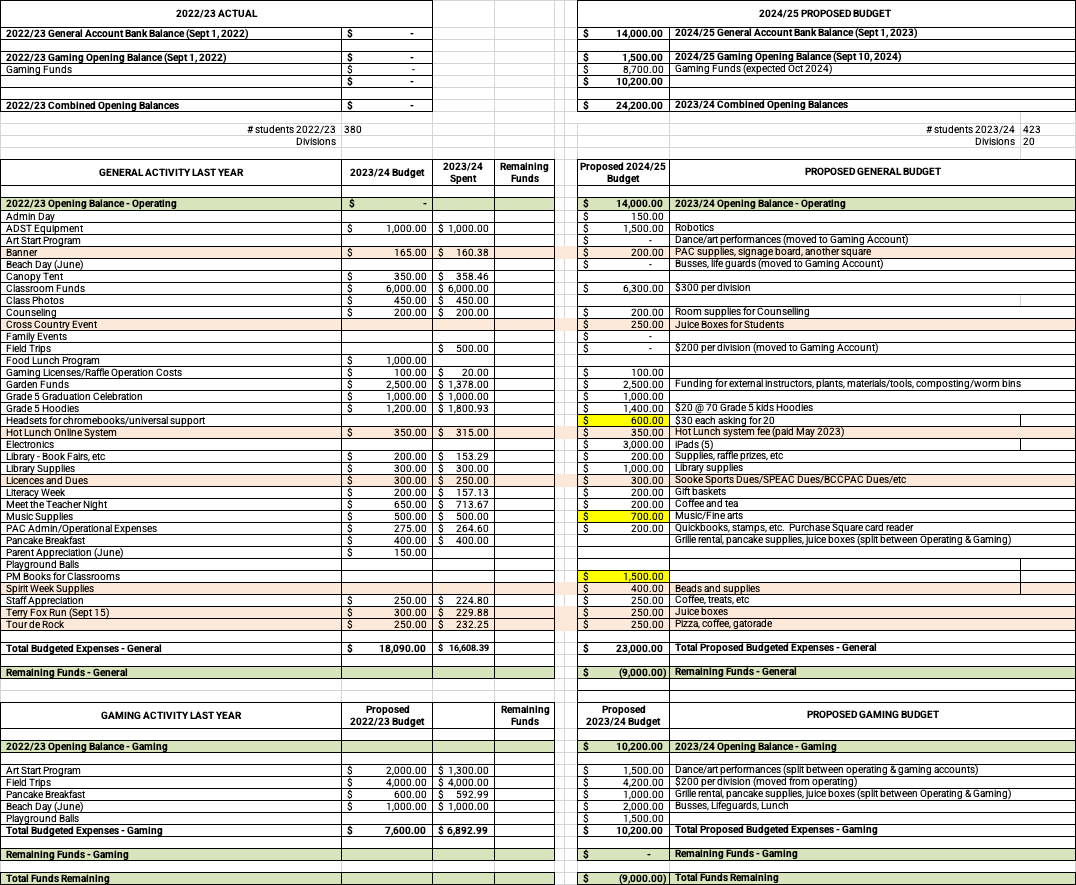 2022/23 ACTUAL 2024/25 PROPOSED BUDGET
2022/23 General Account Bank Balance (Sept 1, 2022) $ - $ 14,000.00 2024/25 General Account Bank Balance (Sept 1, 2023)
2022/23 Gaming Opening Balance (Sept 1, 2022) $ - $ 1,500.00 2024/25 Gaming Opening Balance (Sept 10, 2024)
Gaming Funds $ - $ 8,700.00 Gaming Funds (expected Oct 2024)
$ - $ 10,200.00
2022/23 Combined Opening Balances $ - $ 24,200.00 2023/24 Combined Opening Balances
# students 2022/23 380 # students 2023/24 423
Divisions Divisions 20
GENERAL ACTIVITY LAST YEAR 2023/24 Budget 2023/24 Spent Remaining Funds Proposed 2024/25 Budget PROPOSED GENERAL BUDGET
2022/23 Opening Balance - Operating $ - $ 14,000.00 2023/24 Opening Balance - Operating
Admin Day $ 150.00
ADST Equipment $ 1,000.00 $ 1,000.00 $ 1,500.00 Robotics
Art Start Program $ - Dance/art performances (moved to Gaming Account)
Banner $ 165.00 $ 160.38 $ 200.00 PAC supplies, signage board, another square
Beach Day (June) $ - Busses, life guards (moved to Gaming Account)
Canopy Tent $ 350.00 $ 358.46
Classroom Funds $ 6,000.00 $ 6,000.00 $ 6,300.00 $300 per division
Class Photos $ 450.00 $ 450.00
Counseling $ 200.00 $ 200.00 $ 200.00 Room supplies for Counselling
Cross Country Event $ 250.00 Juice Boxes for Students
Family Events $ -
Field Trips $ 500.00 $ - $200 per division (moved to Gaming Account)
Food Lunch Program $ 1,000.00
Gaming Licenses/Raffle Operation Costs $ 100.00 $ 20.00 $ 100.00
Garden Funds $ 2,500.00 $ 1,378.00 $ 2,500.00 Funding for external instructors, plants, materials/tools, composting/worm bins
Grade 5 Graduation Celebration $ 1,000.00 $ 1,000.00 $ 1,000.00
Grade 5 Hoodies $ 1,200.00 $ 1,800.93 $ 1,400.00 $20 @ 70 Grade 5 kids Hoodies
Headsets for chromebooks/universal support $ 600.00 $30 each asking for 20
Hot Lunch Online System $ 350.00 $ 315.00 $ 350.00 Hot Lunch system fee (paid May 2023)
Electronics $ 3,000.00 iPads (5)
Library - Book Fairs, etc $ 200.00 $ 153.29 $ 200.00 Supplies, raffle prizes, etc
Library Supplies $ 300.00 $ 300.00 $ 1,000.00 Library supplies
Licences and Dues $ 300.00 $ 250.00 $ 300.00 Sooke Sports Dues/SPEAC Dues/BCCPAC Dues/etc
Literacy Week $ 200.00 $ 157.13 $ 200.00 Gift baskets
Meet the Teacher Night $ 650.00 $ 713.67 $ 200.00 Coffee and tea
Music Supplies $ 500.00 $ 500.00 $ 700.00 Music/Fine arts
PAC Admin/Operational Expenses $ 275.00 $ 264.60 $ 200.00 Quickbooks, stamps, etc. Purchase Square card reader
Pancake Breakfast $ 400.00 $ 400.00 Grille rental, pancake supplies, juice boxes (split between Operating & Gaming)
Parent Appreciation (June) $ 150.00
Playground Balls
PM Books for Classrooms $ 1,500.00
Spirit Week Supplies $ 400.00 Beads and supplies
Staff Appreciation $ 250.00 $ 224.80 $ 250.00 Coffee, treats, etc
Terry Fox Run (Sept 15) $ 300.00 $ 229.88 $ 250.00 Juice boxes
Tour de Rock $ 250.00 $ 232.25 $ 250.00 Pizza, coffee, gatorade
Total Budgeted Expenses - General $ 18,090.00 $ 16,608.39 $ 23,000.00 Total Proposed Budgeted Expenses - General
Remaining Funds - General $ (9,000.00) Remaining Funds - General
GAMING ACTIVITY LAST YEAR Proposed 2022/23 Budget Remaining Funds Proposed 2023/24 Budget PROPOSED GAMING BUDGET
2022/23 Opening Balance - Gaming $ 10,200.00 2023/24 Opening Balance - Gaming
Art Start Program $ 2,000.00 $ 1,300.00 $ 1,500.00 Dance/art performances (split between operating & gaming accounts)
Field Trips $ 4,000.00 $ 4,000.00 $ 4,200.00 $200 per division (moved from operating)
Pancake Breakfast $ 600.00 $ 592.99 $ 1,000.00 Grille rental, pancake supplies, juice boxes (split between Operating & Gaming)
Beach Day (June) $ 1,000.00 $ 1,000.00 $ 2,000.00 Busses, Lifeguards, Lunch
Playground Balls $ 1,500.00
Total Budgeted Expenses - Gaming $ 7,600.00 $ 6,892.99 $ 10,200.00 Total Proposed Budgeted Expenses - Gaming
Remaining Funds - Gaming $ - Remaining Funds - Gaming
Total Funds Remaining $ (9,000.00) Total Funds Remaining